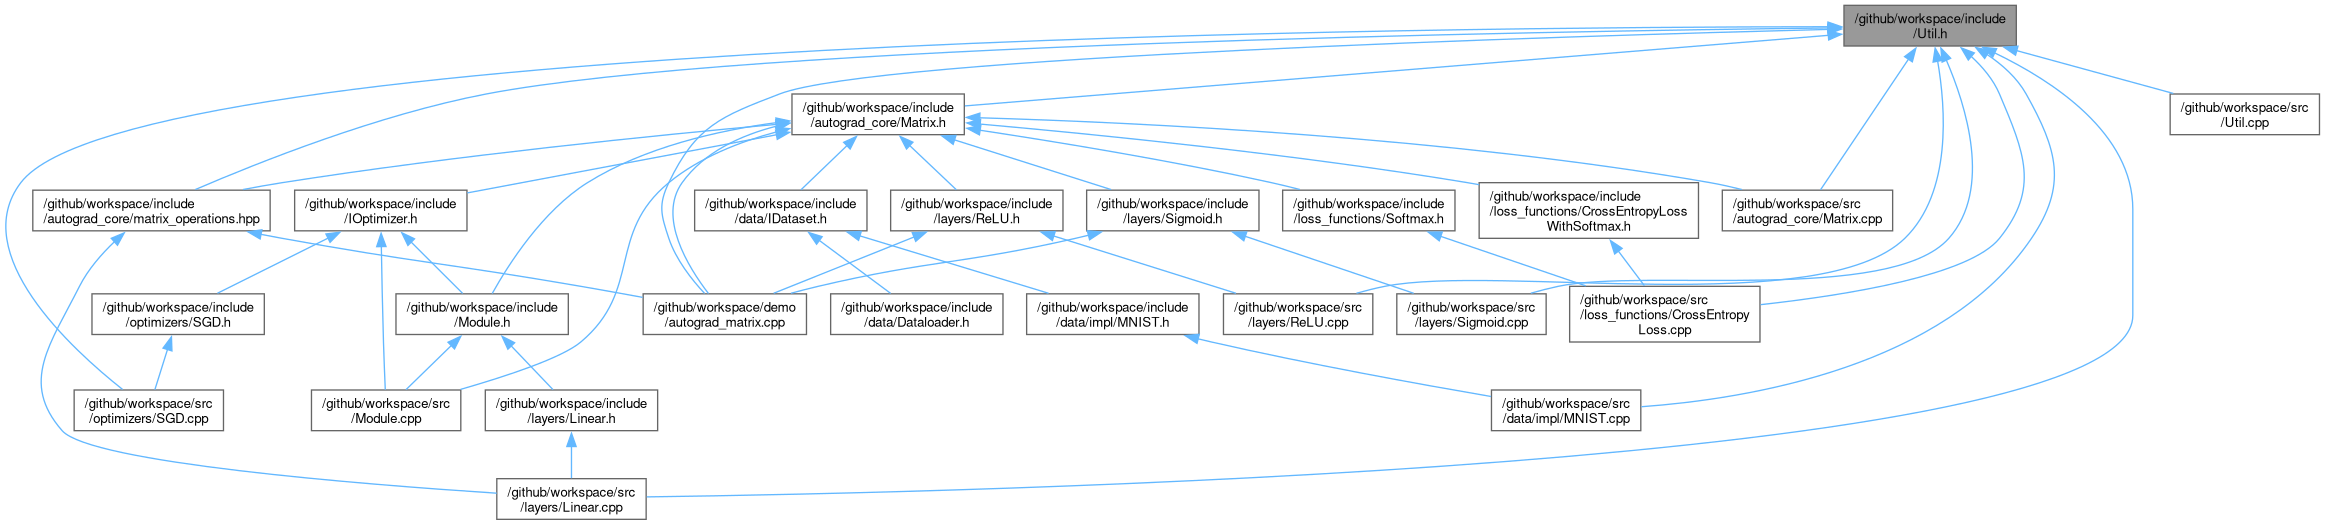 /github/workspace/include
/Util.h
/github/workspace/include
/autograd_core/Matrix.h
/github/workspace/src
/Util.cpp
/github/workspace/include
/autograd_core/matrix_operations.hpp
/github/workspace/include
/IOptimizer.h
/github/workspace/include
/data/IDataset.h
/github/workspace/include
/layers/ReLU.h
/github/workspace/include
/layers/Sigmoid.h
/github/workspace/include
/loss_functions/Softmax.h
/github/workspace/include
/loss_functions/CrossEntropyLoss
WithSoftmax.h
/github/workspace/src
/autograd_core/Matrix.cpp
/github/workspace/include
/optimizers/SGD.h
/github/workspace/include
/Module.h
/github/workspace/demo
/autograd_matrix.cpp
/github/workspace/include
/data/Dataloader.h
/github/workspace/include
/data/impl/MNIST.h
/github/workspace/src
/layers/ReLU.cpp
/github/workspace/src
/layers/Sigmoid.cpp
/github/workspace/src
/loss_functions/CrossEntropy
Loss.cpp
/github/workspace/src
/optimizers/SGD.cpp
/github/workspace/src
/Module.cpp
/github/workspace/include
/layers/Linear.h
/github/workspace/src
/data/impl/MNIST.cpp
/github/workspace/src
/layers/Linear.cpp